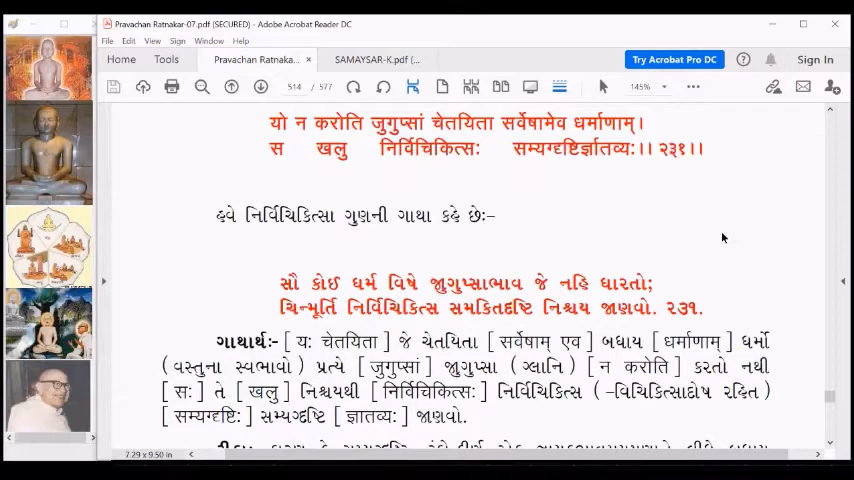 Pravachan Ratnakar-07.pdf (SECURED) - Adobe Acrobat Reader DC
File Edit View Sign Window Help
Home Tools Pravachan Ratnaka... × SAMAYSAR-K.pdf (... Try Acrobat Pro DC Sign In
514 / 577 145%
यो न करोति जुगुप्सां चेतयिता सर्वेषामेव धर्माणाम्।
स खलु निर्विचिकित्सः सम्यग्दृष्टिर्ज्ञातव्यः।। २३१।।
હવે નિર્વિચિકિત્સા ગુણની ગાથા કહે છેઃ-
સૌ કોઈ ધર્મ વિષે જુગુપ્સાભાવ જે નહિ ધારતો;
ચિન્મૂર્તિ નિર્વિચિકિત્સ સમકિતદષ્ટિ નિશ્ચય જાણવો. ૨૩૧.
ગાથાર્થઃ- [ यः चेतयिता ] જે ચેતયિતા [ सर्वेषाम् एव ] બધાય [ धर्माणाम् ] ધર્મો
(વસ્તુના સ્વભાવો) પ્રત્યે [ जुगुप्सां ] જુગુપ્સા (ગ્લાનિ) [ न करोति ] કરતો નથી
[ सः ] તે [ खलु ] નિશ્ચયથી [ निर्विचिकित्सः ] નિર્વિચિકિત્સ (-વિચિકિત્સાદોષ રહિત)
[ सम्यग्दृष्टिः ] સમ્યગ્દષ્ટિ [ ज्ञातव्यः ] જાણવો.
7.29 x 9.50 in